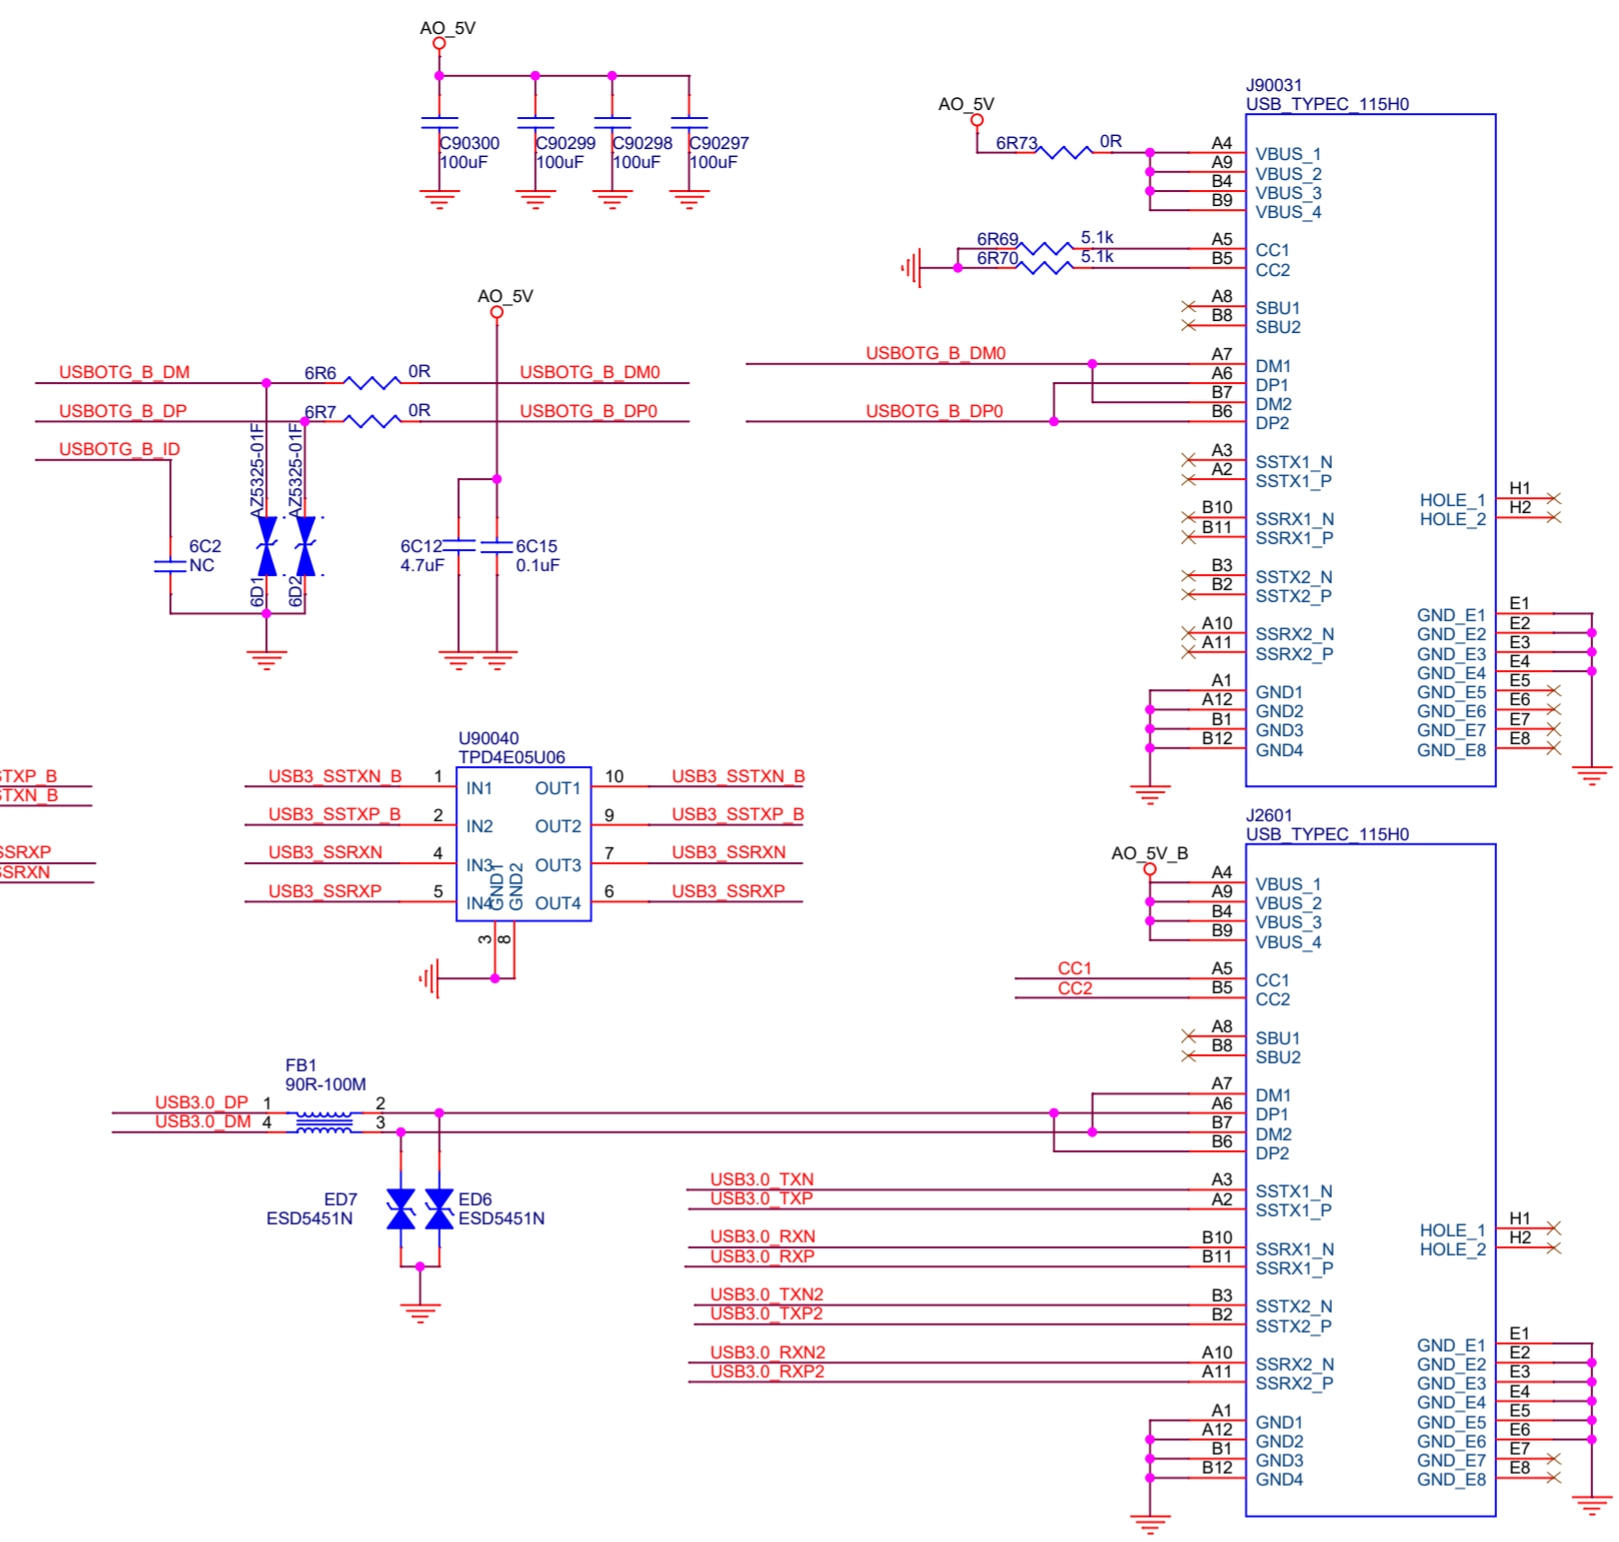 AO_5V
C90300
100uF
C90299
100uF
C90298
100uF
C90297
100uF
AO_5V
USBOTG_B_DM
6R6
0R
USBOTG_B_DM0
USBOTG_B_DP
6R7
0R
USBOTG_B_DP0
USBOTG_B_ID
AZ5325-01F
AZ5325-01F
6C2
NC
6D1
6D2
6C12
4.7uF
6C15
0.1uF
TXP_B
TXN_B
SSRXP
SSRXN
U90040
TPD4E05U06
USB3_SSTXN_B
1
IN1
OUT1
10
USB3_SSTXN_B
USB3_SSTXP_B
2
IN2
OUT2
9
USB3_SSTXP_B
USB3_SSRXN
4
IN3
OUT3
7
USB3_SSRXN
USB3_SSRXP
5
IN4
OUT4
6
USB3_SSRXP
GND1
GND2
3
8
FB1
90R-100M
USB3.0_DP
1
2
USB3.0_DM
4
3
ED7
ESD5451N
ED6
ESD5451N
J90031
USB_TYPEC_115H0
AO_5V
6R73
0R
A4
VBUS_1
A9
VBUS_2
B4
VBUS_3
B9
VBUS_4
6R69
5.1k
A5
CC1
6R70
5.1k
B5
CC2
A8
SBU1
B8
SBU2
USBOTG_B_DM0
A7
DM1
A6
DP1
B7
DM2
USBOTG_B_DP0
B6
DP2
A3
SSTX1_N
A2
SSTX1_P
B10
SSRX1_N
B11
SSRX1_P
B3
SSTX2_N
B2
SSTX2_P
A10
SSRX2_N
A11
SSRX2_P
A1
GND1
A12
GND2
B1
GND3
B12
GND4
HOLE_1
H1
HOLE_2
H2
GND_E1
E1
GND_E2
E2
GND_E3
E3
GND_E4
E4
GND_E5
E5
GND_E6
E6
GND_E7
E7
GND_E8
E8
J2601
USB_TYPEC_115H0
AO_5V_B
A4
VBUS_1
A9
VBUS_2
B4
VBUS_3
B9
VBUS_4
CC1
A5
CC1
CC2
B5
CC2
A8
SBU1
B8
SBU2
A7
DM1
A6
DP1
B7
DM2
B6
DP2
USB3.0_TXN
A3
SSTX1_N
USB3.0_TXP
A2
SSTX1_P
USB3.0_RXN
B10
SSRX1_N
USB3.0_RXP
B11
SSRX1_P
USB3.0_TXN2
B3
SSTX2_N
USB3.0_TXP2
B2
SSTX2_P
USB3.0_RXN2
A10
SSRX2_N
USB3.0_RXP2
A11
SSRX2_P
A1
GND1
A12
GND2
B1
GND3
B12
GND4
HOLE_1
H1
HOLE_2
H2
GND_E1
E1
GND_E2
E2
GND_E3
E3
GND_E4
E4
GND_E5
E5
GND_E6
E6
GND_E7
E7
GND_E8
E8